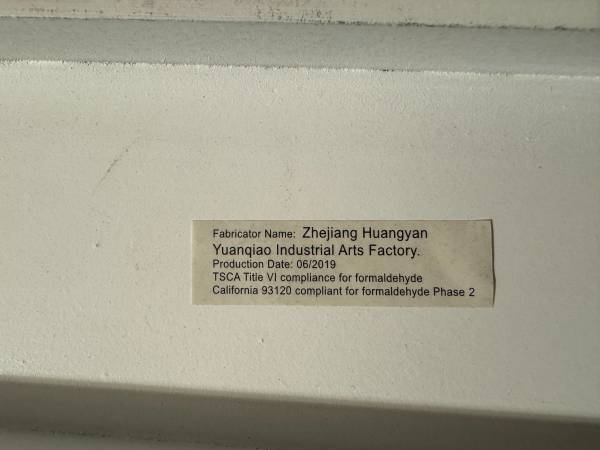 Fabricator Name: Zhejiang Huangyan
Yuanqiao Industrial Arts Factory.
Production Date: 06/2019
TSCA Title VI compliance for formaldehyde
California 93120 compliant for formaldehyde Phase 2